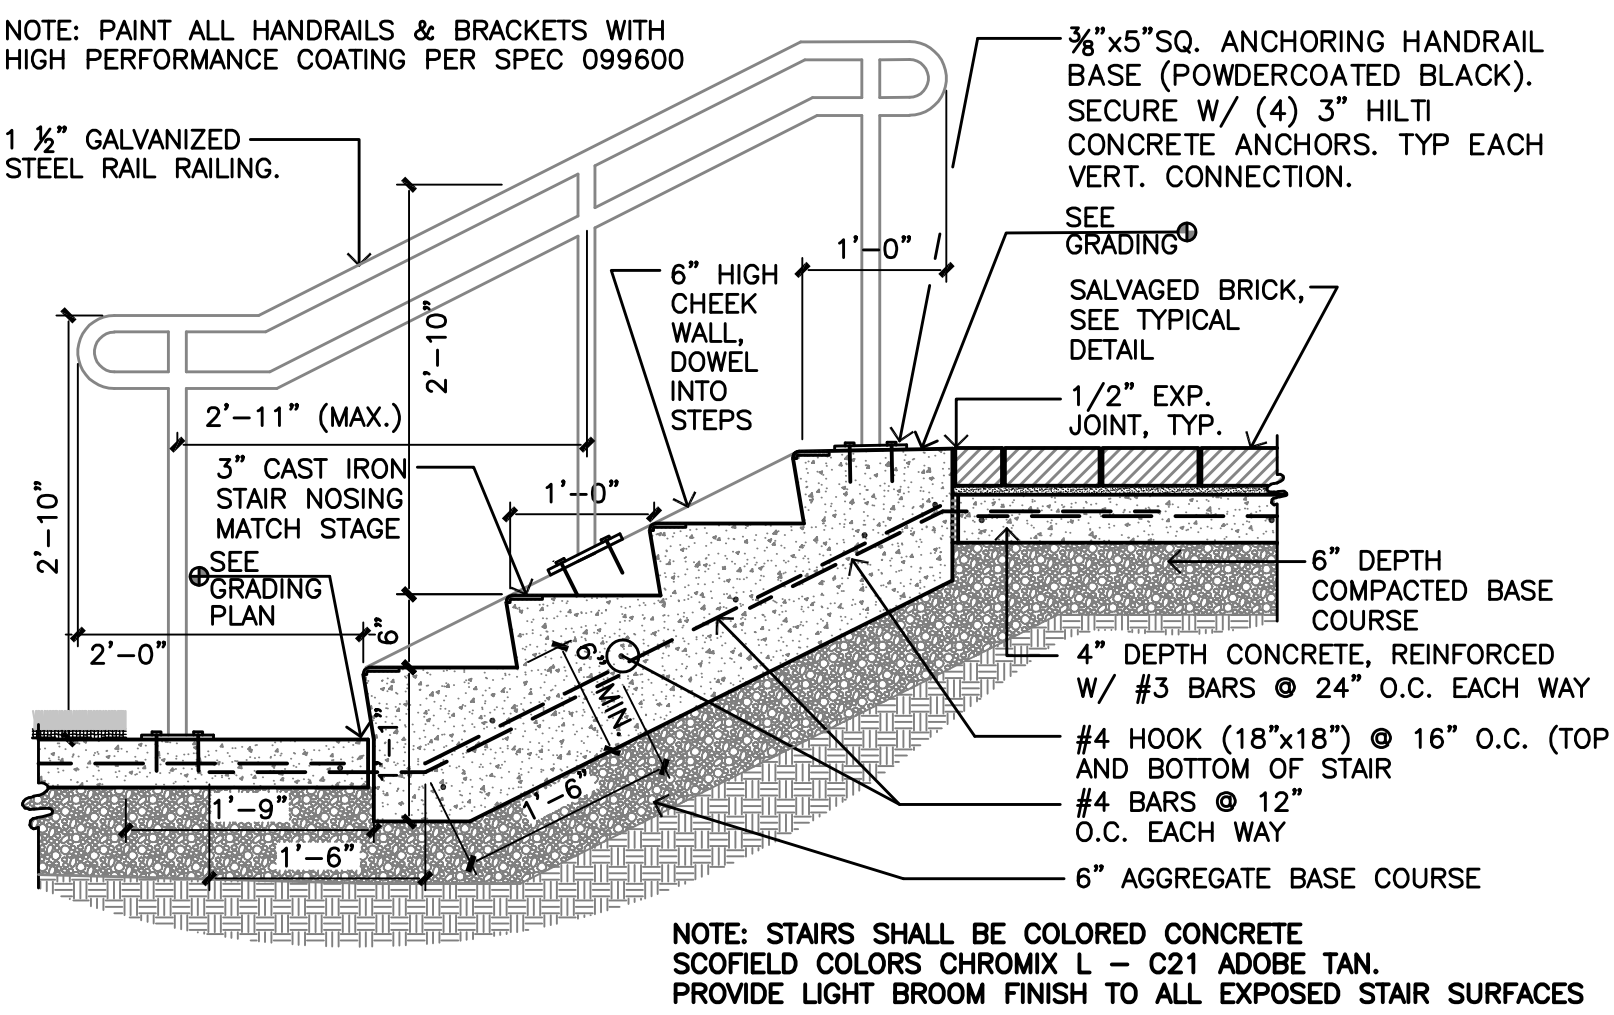 NOTE: PAINT ALL HANDRAILS & BRACKETS WITH
HIGH PERFORMANCE COATING PER SPEC 099600
1 ½" GALVANIZED
STEEL RAIL RAILING.
⅜"x5"SQ. ANCHORING HANDRAIL
BASE (POWDERCOATED BLACK).
SECURE W/ (4) 3" HILTI
CONCRETE ANCHORS. TYP EACH
VERT. CONNECTION.
SEE
GRADING
SALVAGED BRICK,
SEE TYPICAL
DETAIL
1/2" EXP.
JOINT, TYP.
1'-0"
6" HIGH
CHEEK
WALL,
DOWEL
INTO
STEPS
2'-10"
2'-11" (MAX.)
3" CAST IRON
STAIR NOSING
MATCH STAGE
1'-0"
2'-10"
SEE
GRADING
PLAN
2'-0"
6"
1'-1"
6" MIN.
1'-6"
1'-9"
1'-6"
6" DEPTH
COMPACTED BASE
COURSE
4" DEPTH CONCRETE, REINFORCED
W/ #3 BARS @ 24" O.C. EACH WAY
#4 HOOK (18"x18") @ 16" O.C. (TOP
AND BOTTOM OF STAIR
#4 BARS @ 12"
O.C. EACH WAY
6" AGGREGATE BASE COURSE
NOTE: STAIRS SHALL BE COLORED CONCRETE
SCOFIELD COLORS CHROMIX L – C21 ADOBE TAN.
PROVIDE LIGHT BROOM FINISH TO ALL EXPOSED STAIR SURFACES